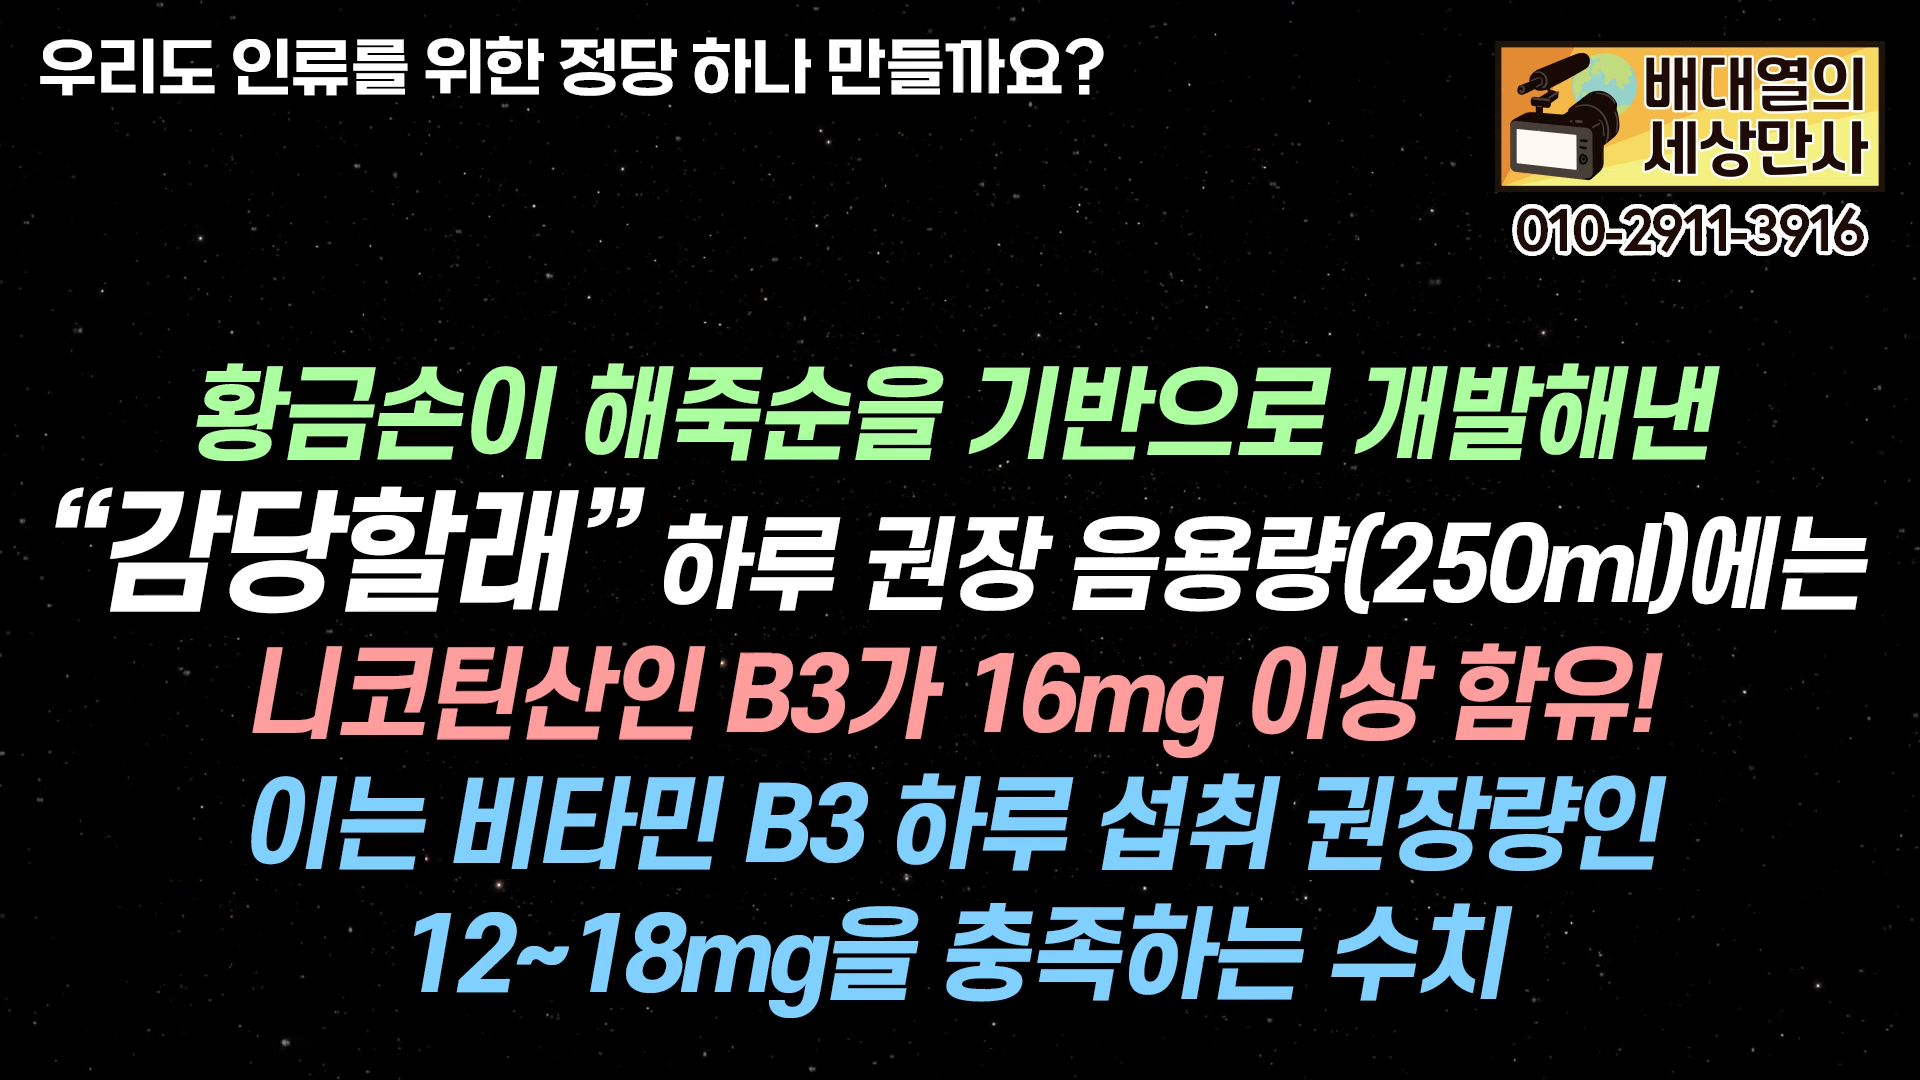 우리도 인류를 위한 정당 하나 만들까요?
배대열의
세상만사
010-2911-3916
황금손이 해죽순을 기반으로 개발해낸
“감당할래” 하루 권장 음용량(250ml)에는
니코틴산인 B3가 16mg 이상 함유!
이는 비타민 B3 하루 섭취 권장량인
12~18mg을 충족하는 수치